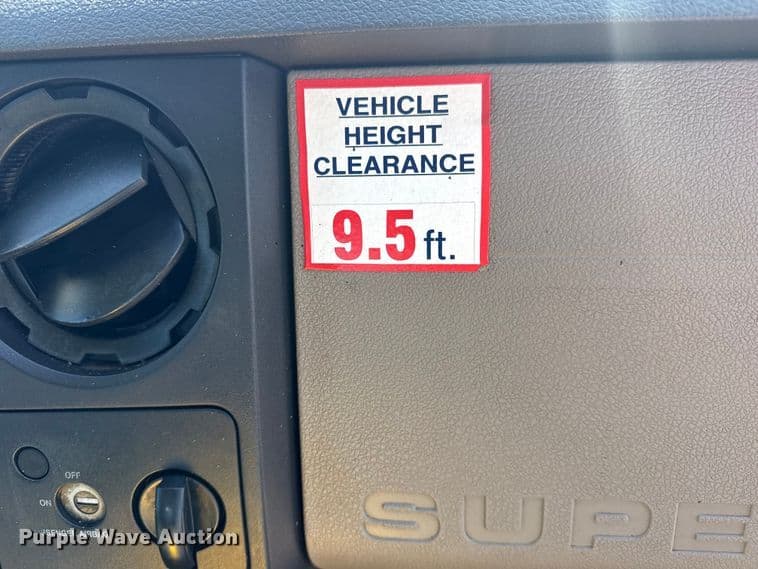 VEHICLE
HEIGHT
CLEARANCE
9.5 ft.
OFF
ON
SUPE
Purple Wave Auction